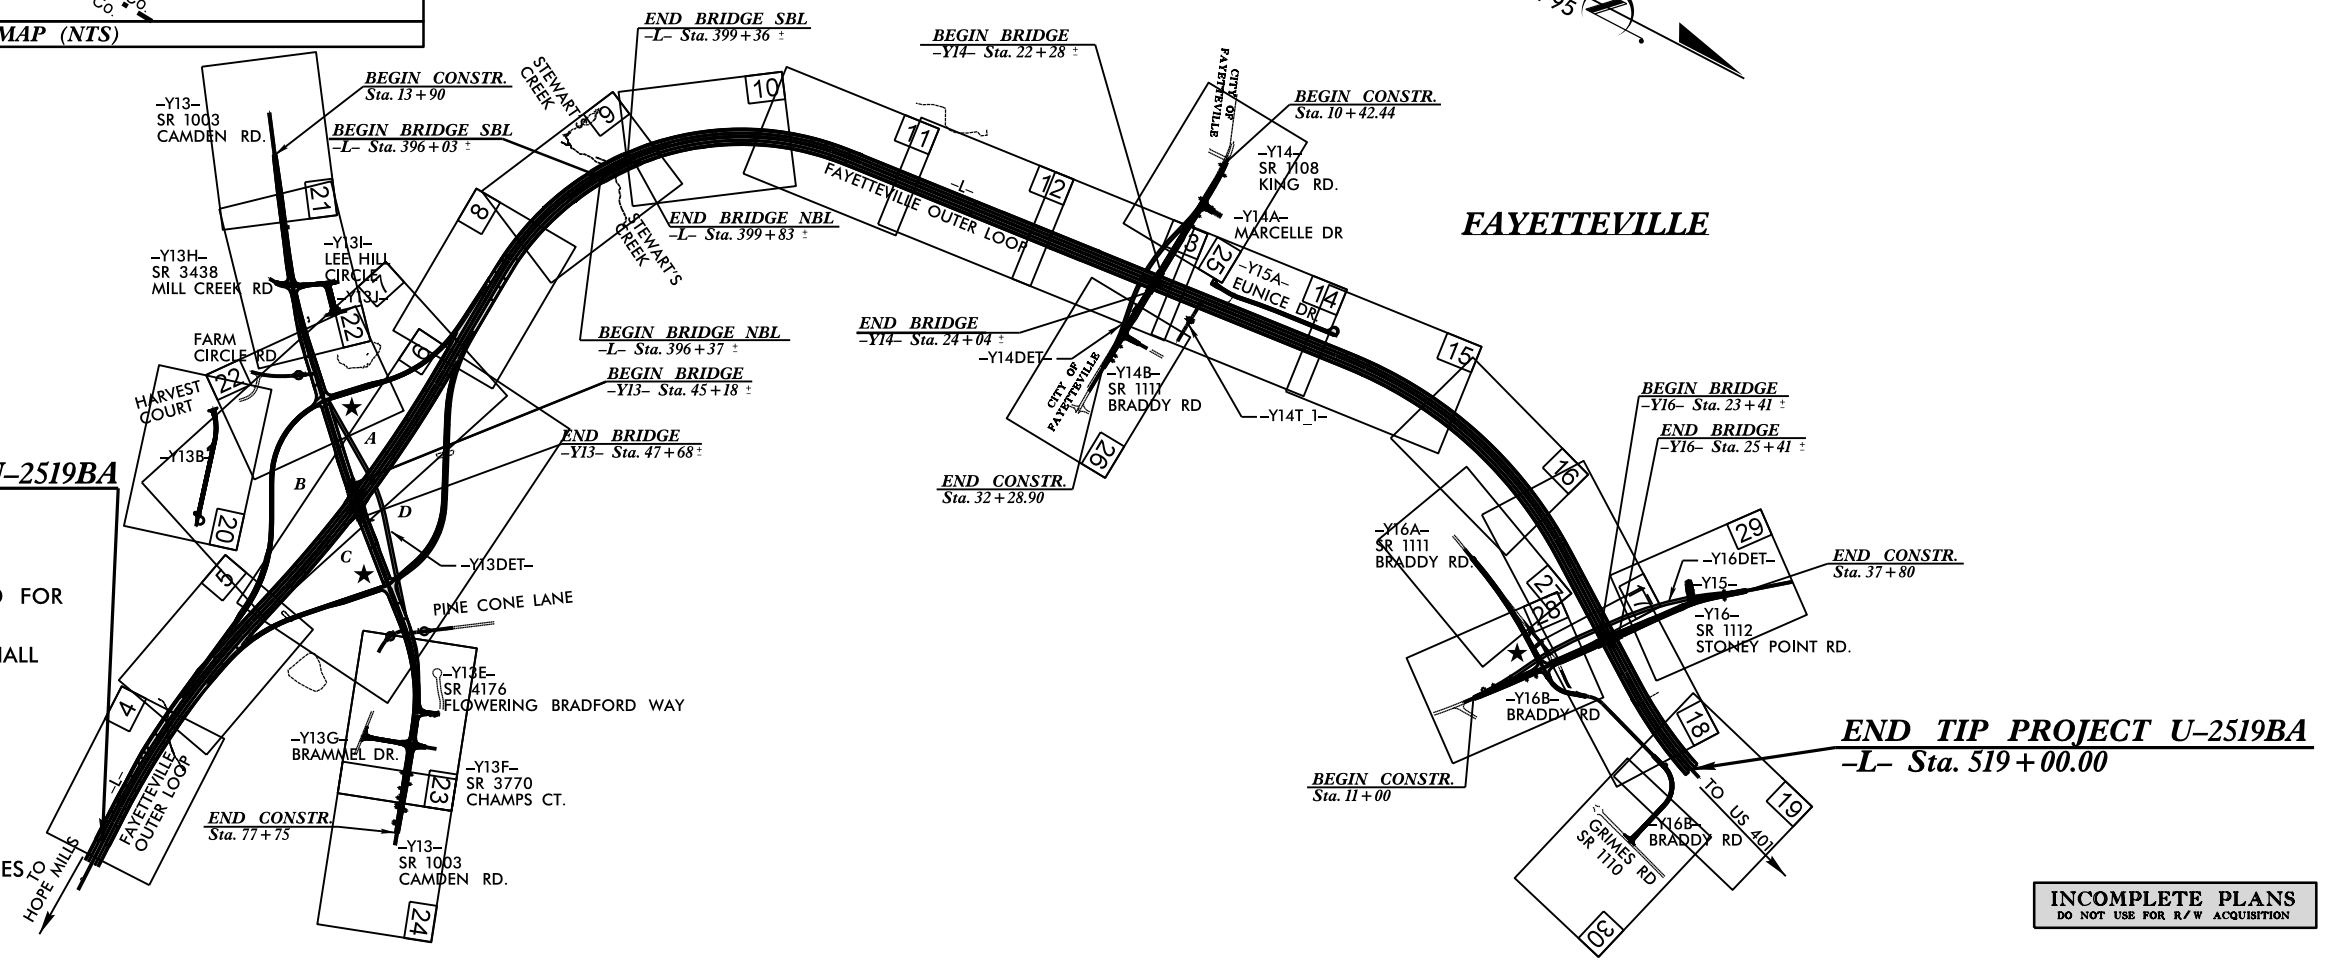 Co.
Co.
MAP (NTS)
95
END BRIDGE SBL
-L- Sta. 399+36 ±
BEGIN BRIDGE
-Y14- Sta. 22+28 ±
BEGIN CONSTR.
Sta. 13+90
-Y13-
SR 1003
CAMDEN RD.
BEGIN BRIDGE SBL
-L- Sta. 396+03 ±
STEWART'S
CREEK
9
10
11
12
CITY OF
FAYETTEVILLE
BEGIN CONSTR.
Sta. 10+42.44
-Y14-
SR 1108
KING RD.
-Y14A-
MARCELLE DR
FAYETTEVILLE
21
8
END BRIDGE NBL
-L- Sta. 399+83 ±
STEWART'S
CREEK
FAYETTEVILLE OUTER LOOP
-L-
-Y13H-
SR 3438
MILL CREEK RD
-Y13I-
LEE HILL
CIRCLE
-Y13J-
7
22
3
25
-Y15A-
EUNICE DR.
14
15
FARM
CIRCLE RD
22
6
BEGIN BRIDGE NBL
-L- Sta. 396+37 ±
END BRIDGE
-Y14- Sta. 24+04 ±
-Y14DET-
CITY OF
FAYETTEVILLE
-Y14B-
SR 1111
BRADDY RD
-Y14T_1-
HARVEST
COURT
BEGIN BRIDGE
-Y13- Sta. 45+18 ±
BEGIN BRIDGE
-Y16- Sta. 23+41 ±
END BRIDGE
-Y16- Sta. 25+41 ±
A
-Y13B-
END BRIDGE
-Y13- Sta. 47+68 ±
26
16
U-2519BA
B
END CONSTR.
Sta. 32+28.90
D
20
C
-Y13DET-
-Y16A-
SR 1111
BRADDY RD.
29
-Y16DET-
END CONSTR.
Sta. 37+80
5
FOR
PINE CONE LANE
27
28
17
-Y15-
-Y16-
SR 1112
STONEY POINT RD.
-Y13E-
SR 4176
FLOWERING BRADFORD WAY
4
-Y16B-
BRADDY RD
18
END TIP PROJECT U-2519BA
-L- Sta. 519+00.00
-Y13G-
BRAMMEL DR.
-Y13F-
SR 3770
CHAMPS CT.
23
-L-
FAYETTEVILLE
OUTER LOOP
BEGIN CONSTR.
Sta. 11+00
END CONSTR.
Sta. 77+75
-Y13-
SR 1003
CAMDEN RD.
TO US 401
19
-Y16B-
BRADDY RD
GRIMES RD
SR 1110
TO
HOPE MILLS
24
30
INCOMPLETE PLANS
DO NOT USE FOR R/W ACQUISITION